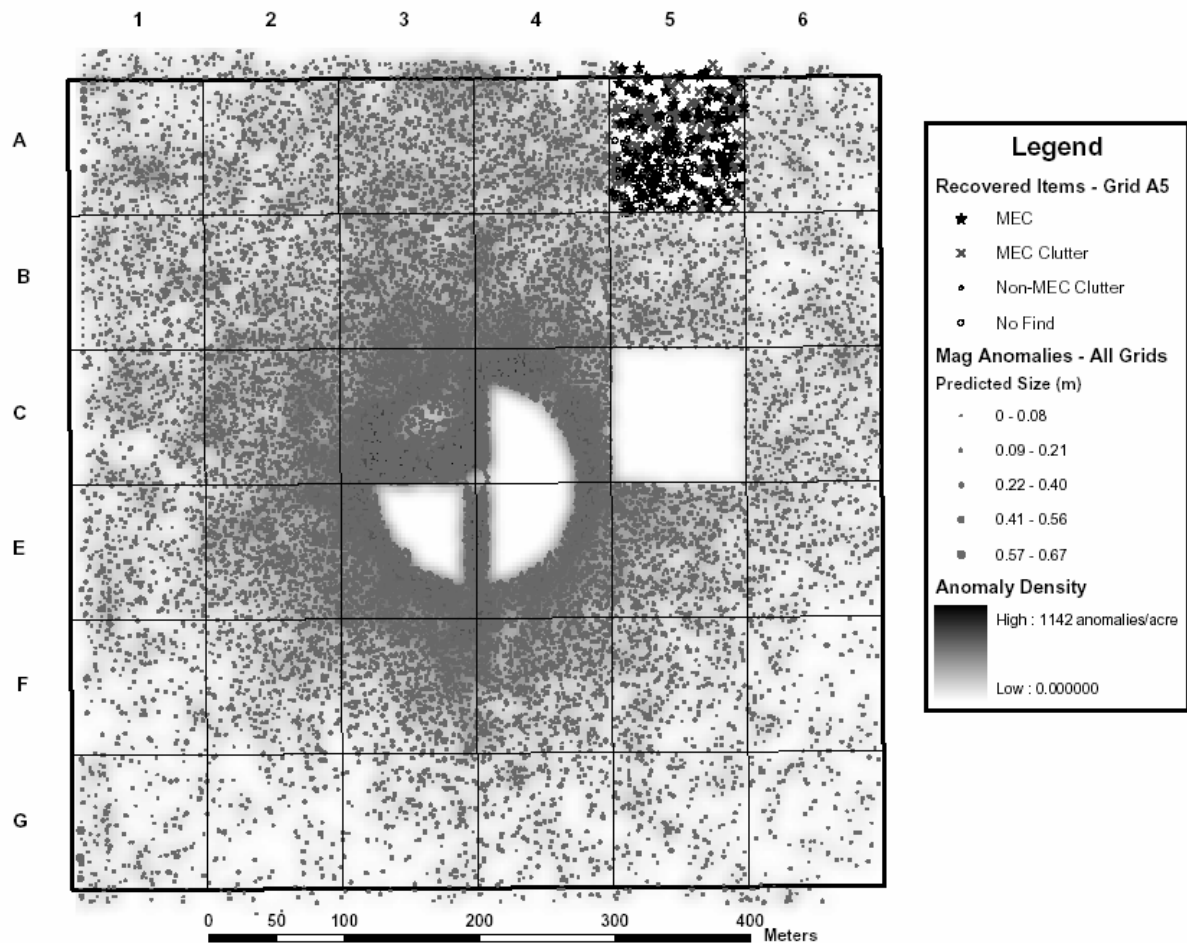 1 2 3 4 5 6
A
B
C
E
F
G
Legend
Recovered Items - Grid A5
MEC
MEC Clutter
Non-MEC Clutter
No Find
Mag Anomalies - All Grids
Predicted Size (m)
0 - 0.08
0.09 - 0.21
0.22 - 0.40
0.41 - 0.56
0.57 - 0.67
Anomaly Density
High : 1142 anomalies/acre
Low : 0.000000
0 50 100 200 300 400
Meters